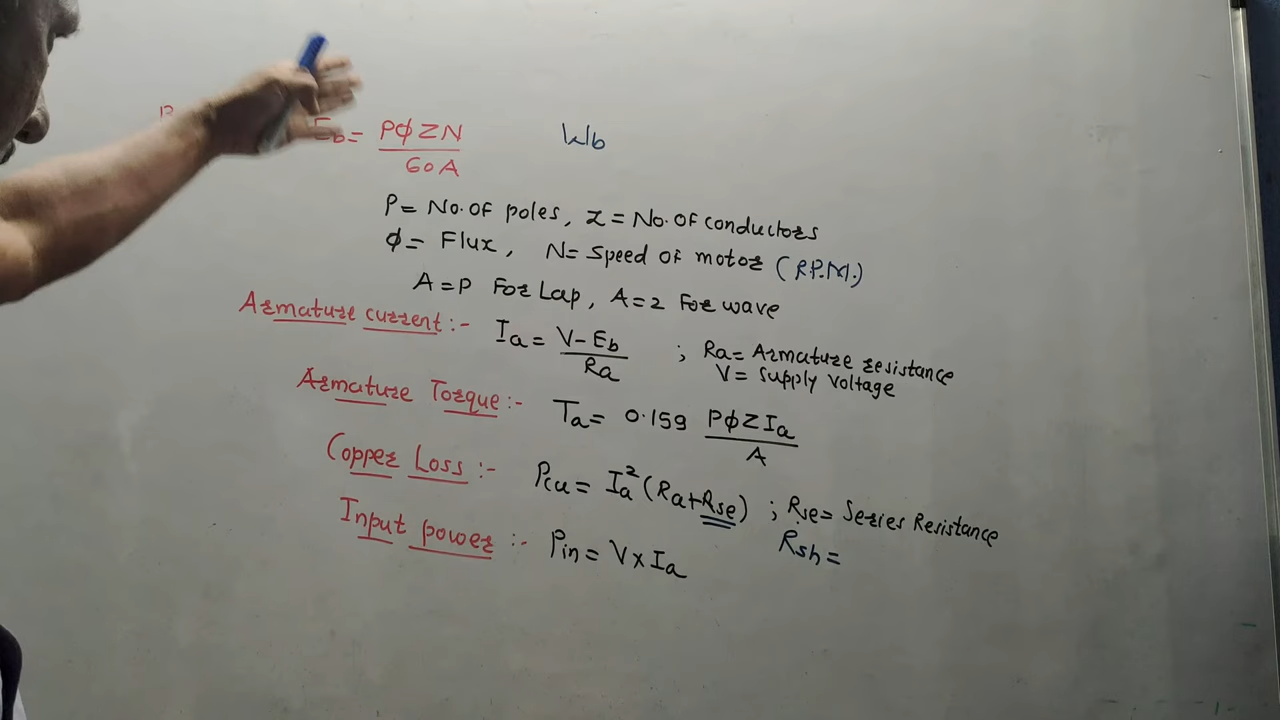 Eb = PΦZN / 60A    Wb
P = No. of poles, Z = No. of conductors
Φ = Flux, N = Speed of motor (R.P.M.)
A = P For Lap, A = 2 For wave
Armature current :- Ia = V - Eb / Ra ; Ra = Armature resistance
V = Supply Voltage
Armature Torque :- Ta = 0.159 PΦZIa / A
Copper Loss :- Pcu = Ia² (Ra + Rse) ; Rse = Series Resistance
Rsh =
Input power :- Pin = V x Ia